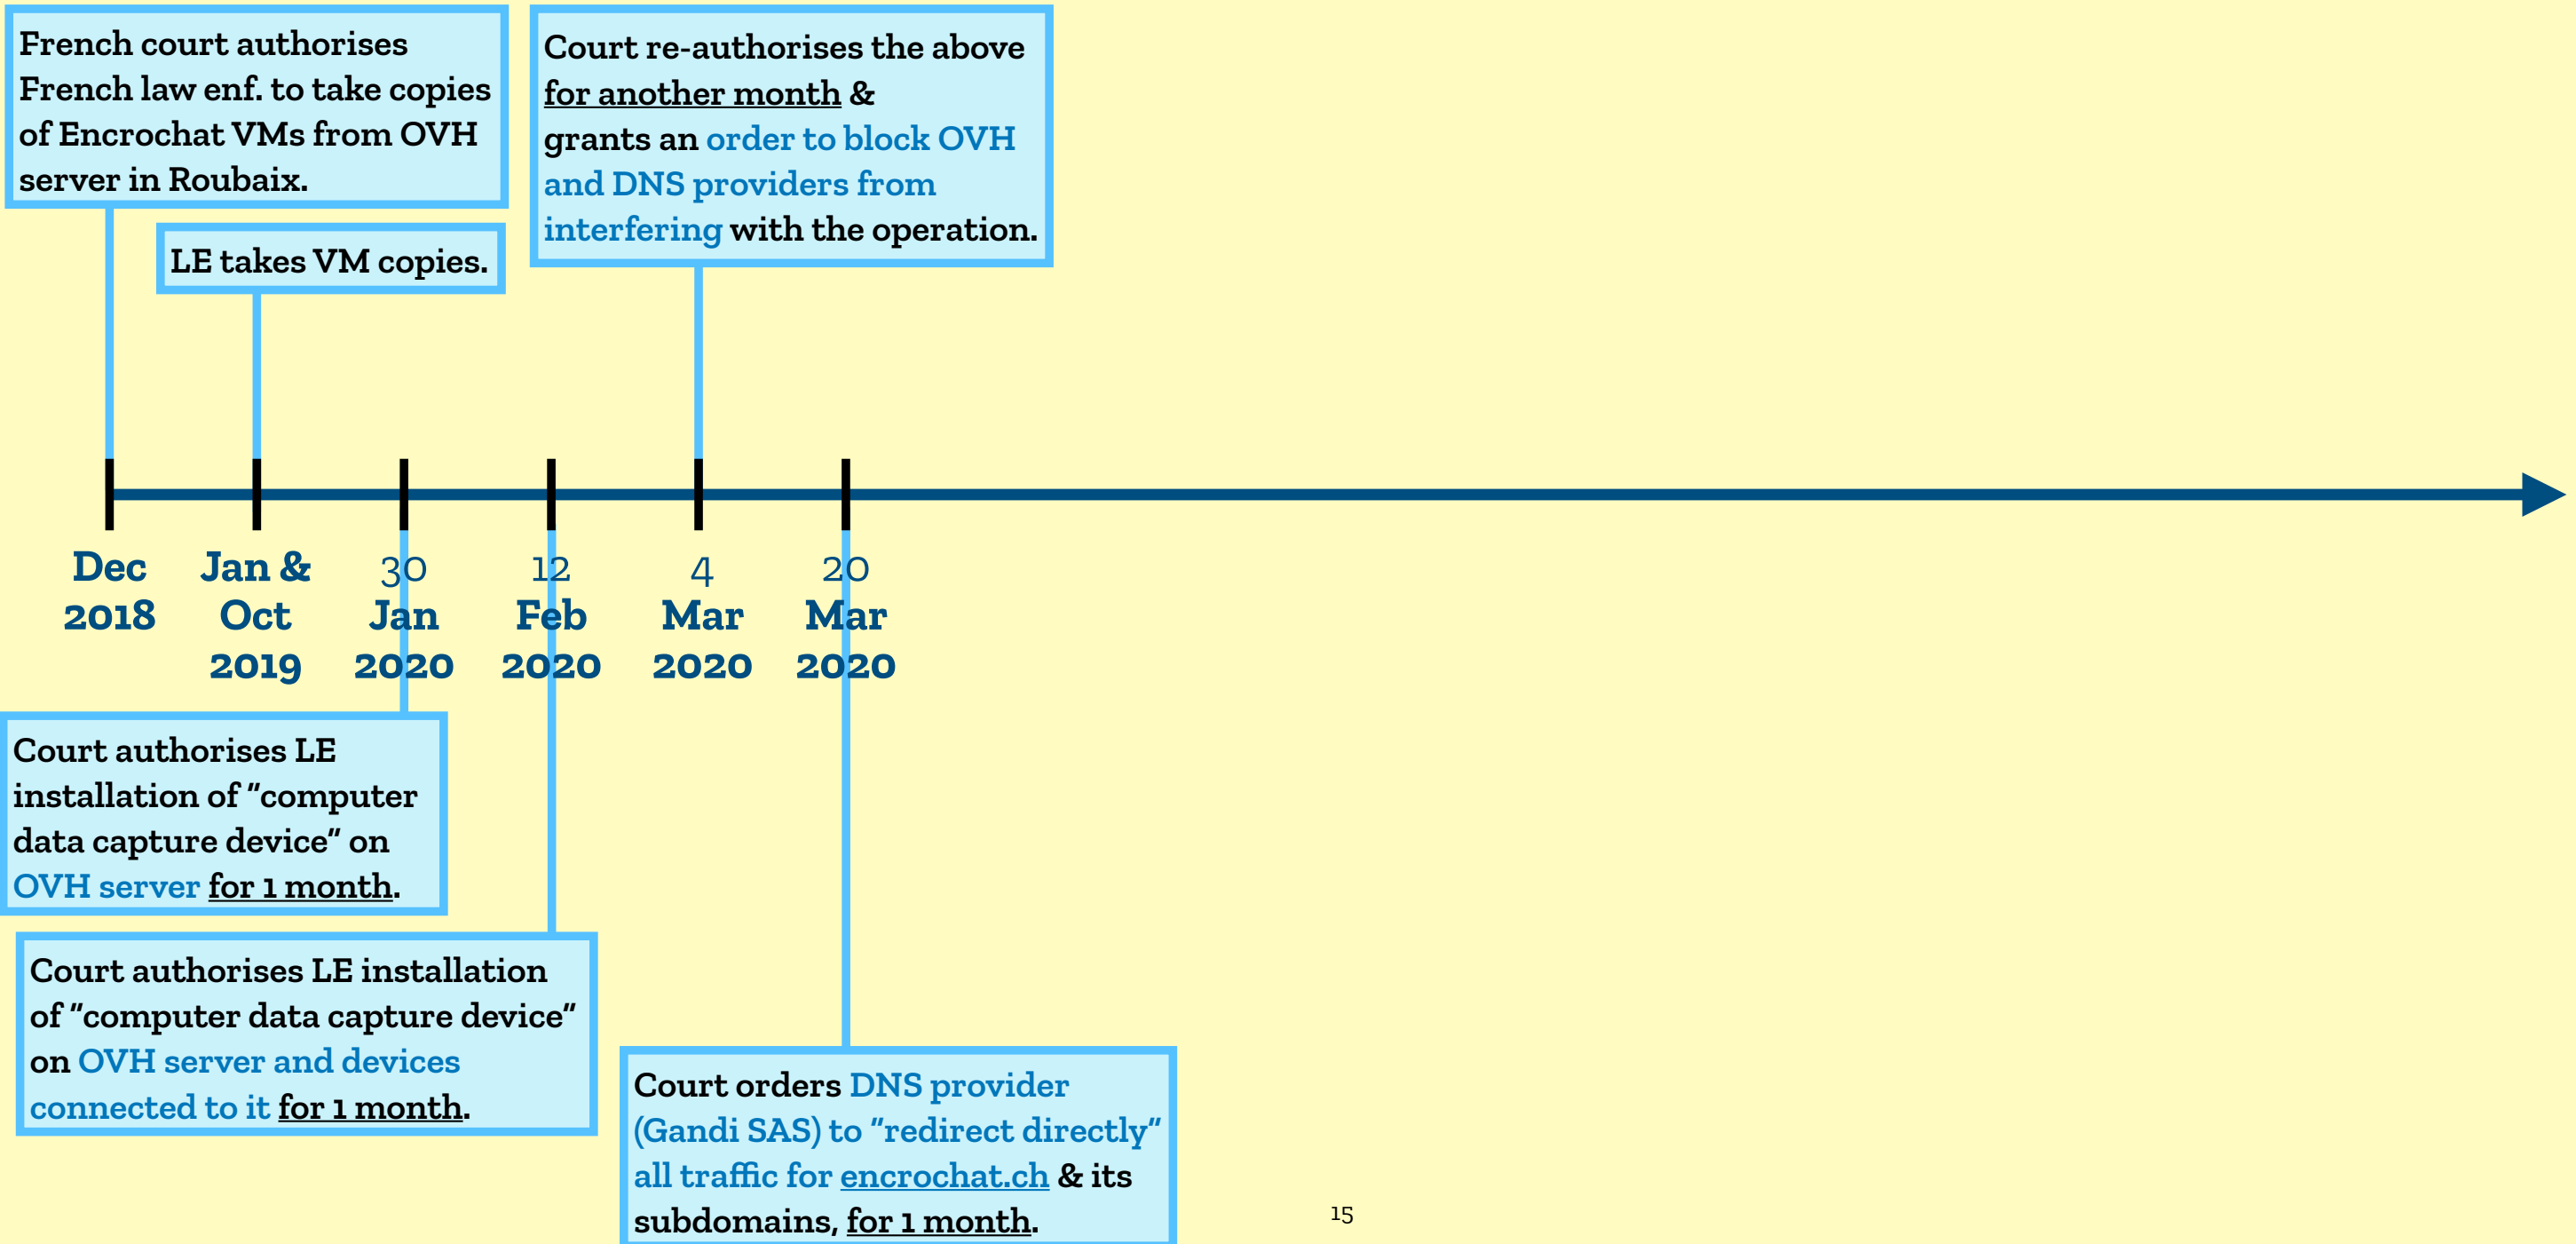 French court authorises
French law enf. to take copies
of Encrochat VMs from OVH
server in Roubaix.
LE takes VM copies.
Court re-authorises the above
for another month &
grants an order to block OVH
and DNS providers from
interfering with the operation.
Dec
2018
Jan &
Oct
2019
30
Jan
2020
12
Feb
2020
4
Mar
2020
20
Mar
2020
Court authorises LE
installation of "computer
data capture device" on
OVH server for 1 month.
Court authorises LE installation
of "computer data capture device"
on OVH server and devices
connected to it for 1 month.
Court orders DNS provider
(Gandi SAS) to "redirect directly"
all traffic for encrochat.ch & its
subdomains, for 1 month.
15